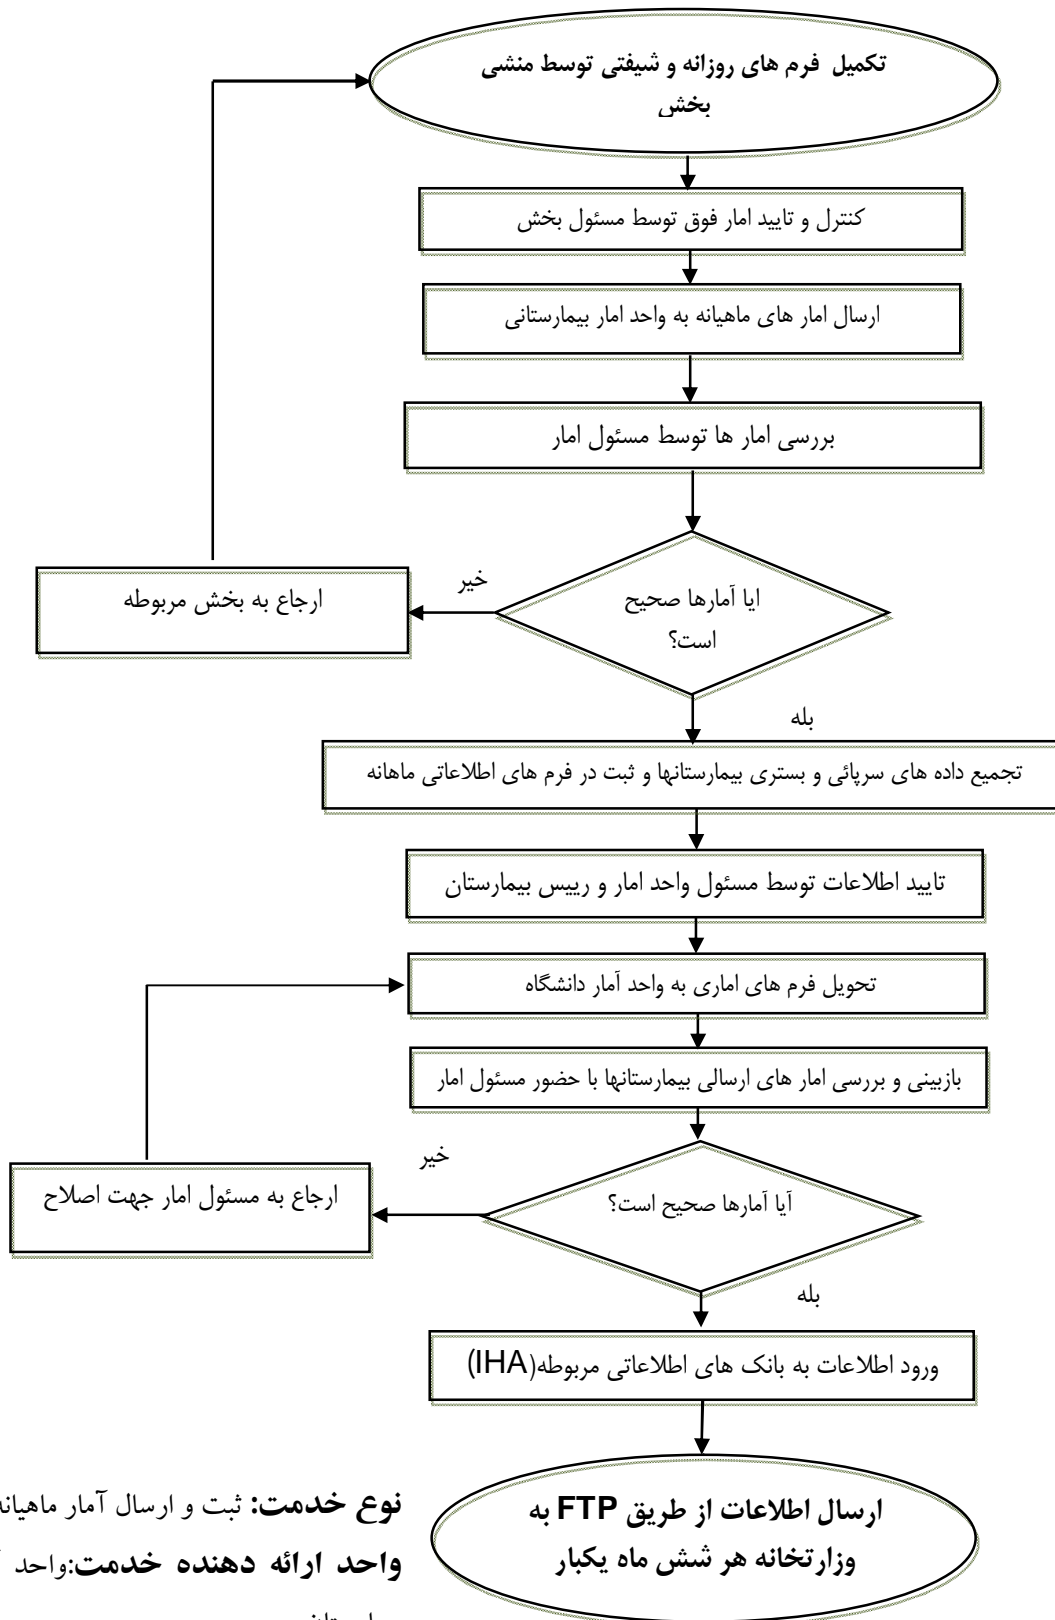 تکمیل فرم های روزانه و شیفتی توسط منشی
بخش
کنترل و تایید امار فوق توسط مسئول بخش
ارسال امار های ماهیانه به واحد امار بیمارستانی
بررسی امار ها توسط مسئول امار
ایا آمارها صحیح
است؟
خیر
ارجاع به بخش مربوطه
بله
تجمیع داده های سرپائی و بستری بیمارستانها و ثبت در فرم های اطلاعاتی ماهانه
تایید اطلاعات توسط مسئول واحد امار و رییس بیمارستان
تحویل فرم های اماری به واحد آمار دانشگاه
بازبینی و بررسی امار های ارسالی بیمارستانها با حضور مسئول امار
آیا آمارها صحیح است؟
خیر
ارجاع به مسئول امار جهت اصلاح
بله
ورود اطلاعات به بانک های اطلاعاتی مربوطه(IHA)
ارسال اطلاعات از طریق FTP به
وزارتخانه هر شش ماه یکبار
نوع خدمت: ثبت و ارسال آمار ماهیانه
واحد ارائه دهنده خدمت:واحد